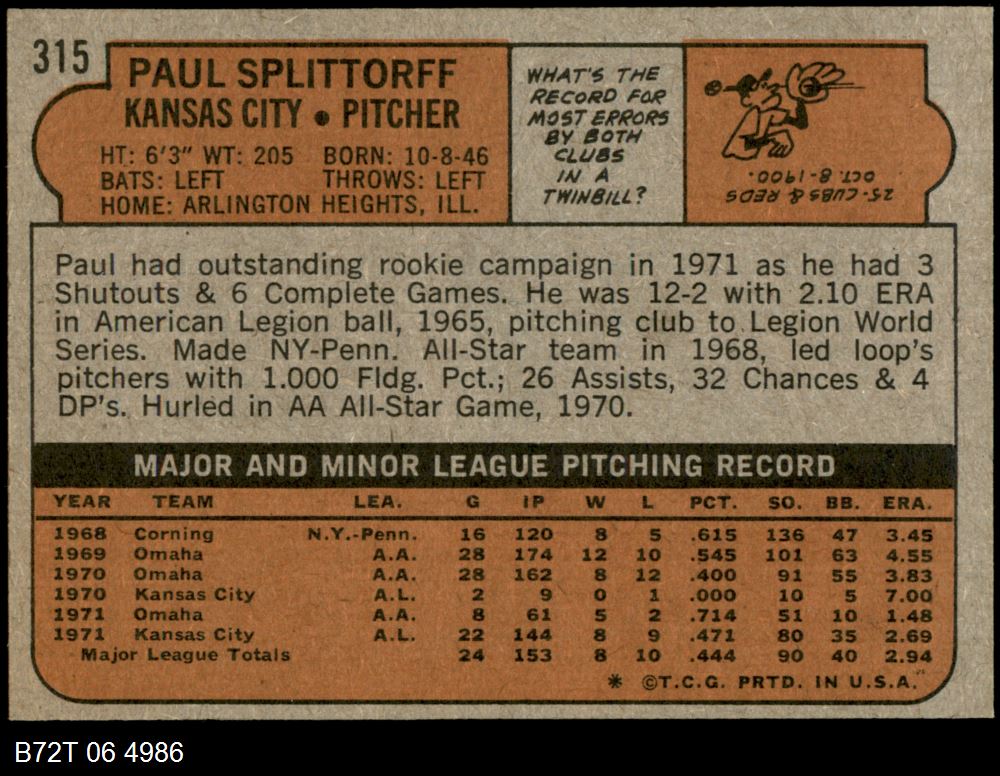 315
PAUL SPLITTORFF
KANSAS CITY • PITCHER
HT: 6'3" WT: 205 BORN: 10-8-46
BATS: LEFT THROWS: LEFT
HOME: ARLINGTON HEIGHTS, ILL.
WHAT'S THE
RECORD FOR
MOST ERRORS
BY BOTH
CLUBS
IN A
TWINBILL?
25-CUBS & REDS
OCT. 8-1900.
Paul had outstanding rookie campaign in 1971 as he had 3
Shutouts & 6 Complete Games. He was 12-2 with 2.10 ERA
in American Legion ball, 1965, pitching club to Legion World
Series. Made NY-Penn. All-Star team in 1968, led loop's
pitchers with 1.000 Fldg. Pct.; 26 Assists, 32 Chances & 4
DP's. Hurled in AA All-Star Game, 1970.
MAJOR AND MINOR LEAGUE PITCHING RECORD
YEAR TEAM LEA. G IP W L PCT. SO. BB. ERA.
1968 Corning N.Y.-Penn. 16 120 8 5 .615 136 47 3.45
1969 Omaha A.A. 28 174 12 10 .545 101 63 4.55
1970 Omaha A.A. 28 162 8 12 .400 91 55 3.83
1970 Kansas City A.L. 2 9 0 1 .000 10 5 7.00
1971 Omaha A.A. 8 61 5 2 .714 51 10 1.48
1971 Kansas City A.L. 22 144 8 9 .471 80 35 2.69
Major League Totals 24 153 8 10 .444 90 40 2.94
* ©T.C.G. PRTD. IN U.S.A.
B72T 06 4986